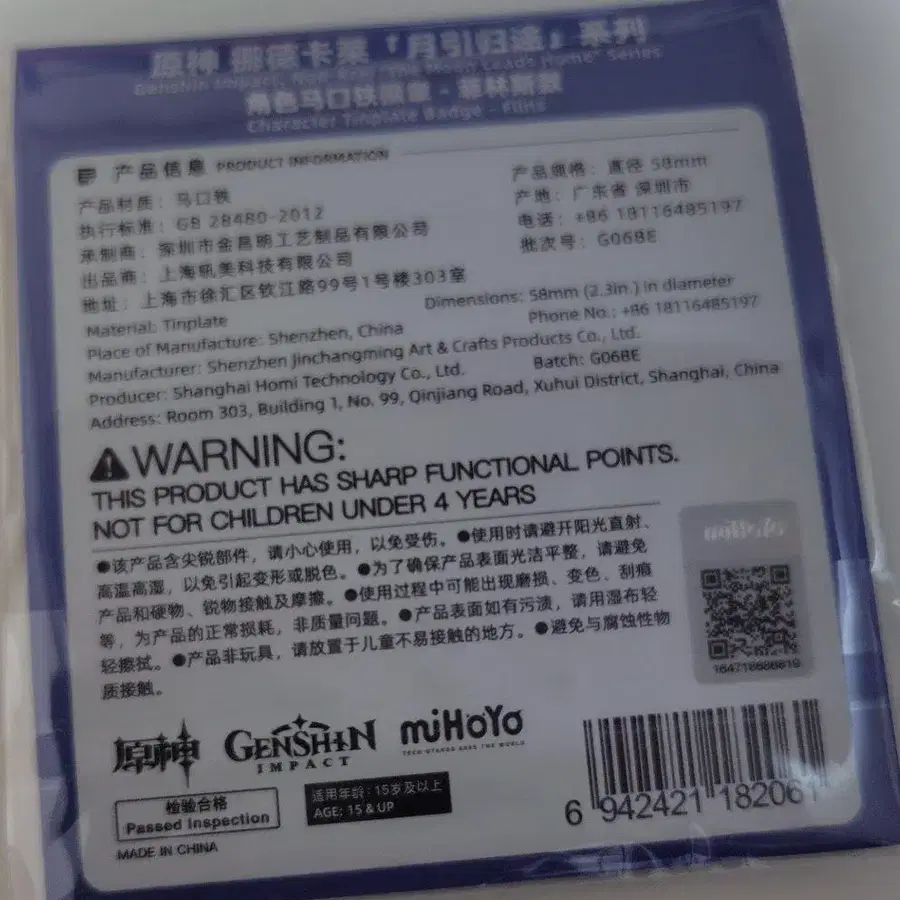 原神 挪德卡莱「月引归途」系列
Genshin Impact Nod-Krai "The Moon Leads Home" Series
角色马口铁徽章 - 菲林斯款
Character Tinplate Badge - Flins
产品信息 PRODUCT INFORMATION
产品材质：马口铁 产品规格：直径 58mm
执行标准：GB 28480-2012 产地：广东省 深圳市
承制商：深圳市金昌明工艺制品有限公司 电话：+86 18116485197
出品商：上海吼美科技有限公司 批次号：G06BE
地址：上海市徐汇区钦江路99号1号楼303室
Material: Tinplate Dimensions: 58mm (2.3in.) in diameter
Place of Manufacture: Shenzhen, China Phone No.: +86 18116485197
Manufacturer: Shenzhen Jinchangming Art & Crafts Products Co., Ltd.
Producer: Shanghai Homi Technology Co., Ltd. Batch: G06BE
Address: Room 303, Building 1, No. 99, Qinjiang Road, Xuhui District, Shanghai, China
WARNING:
THIS PRODUCT HAS SHARP FUNCTIONAL POINTS.
NOT FOR CHILDREN UNDER 4 YEARS
●该产品含尖锐部件，请小心使用，以免受伤。●使用时请避开阳光直射、
高温高湿，以免引起变形或脱色。●为了确保产品表面光洁平整，请避免
产品和硬物、锐物接触及摩擦。●使用过程中可能出现磨损、变色、刮痕
等，为产品的正常损耗，非质量问题。●产品表面如有污渍，请用湿布轻
轻擦拭。●产品非玩具，请放置于儿童不易接触的地方。●避免与腐蚀性物
质接触。
miHoYo
164718686819
原神 GENSHIN IMPACT miHoYo
TECH OTAKUS SAVE THE WORLD
检验合格
Passed Inspection
适用年龄：15岁及以上
AGE: 15 & UP
MADE IN CHINA
6 942421 182061